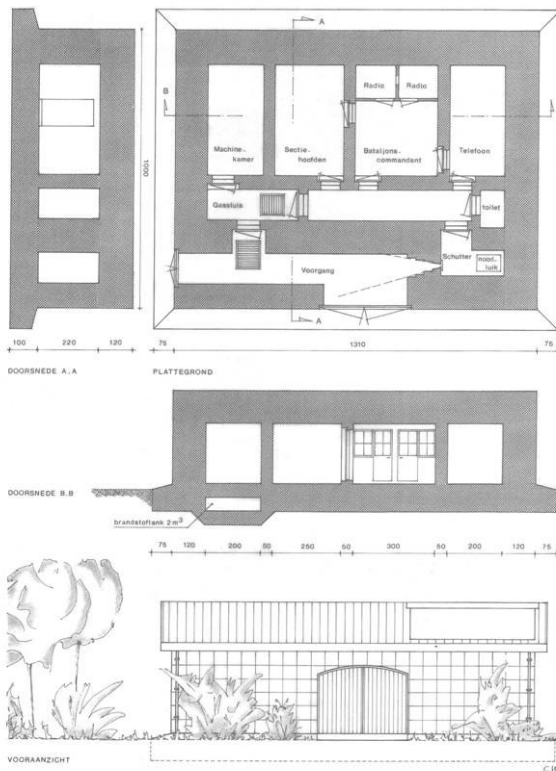 A
B
B
Radio
Radio
Machine-
kamer
Sectie-
hoofden
Bataljons-
commandant
Telefoon
1000
Gassluis
toilet
Voorgang
Schutter
nood-
luik
A
100 220 120
75 1310 75
DOORSNEDE A.A
PLATTEGROND
DOORSNEDE B.B
brandstoftank 2m³
75 120 200 50 250 50 300 50 200 120 75
VOORAANZICHT